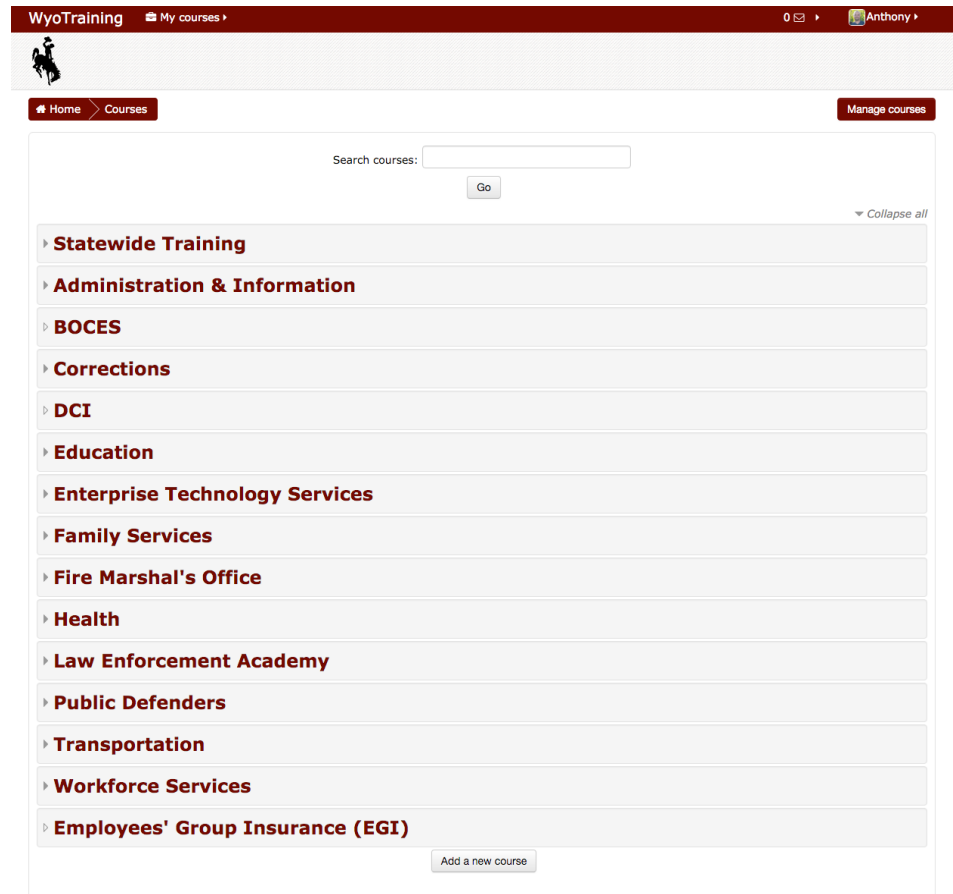 WyoTraining My courses 0 Anthony
Home Courses Manage courses
Search courses:
Go
Collapse all
Statewide Training
Administration & Information
BOCES
Corrections
DCI
Education
Enterprise Technology Services
Family Services
Fire Marshal's Office
Health
Law Enforcement Academy
Public Defenders
Transportation
Workforce Services
Employees' Group Insurance (EGI)
Add a new course